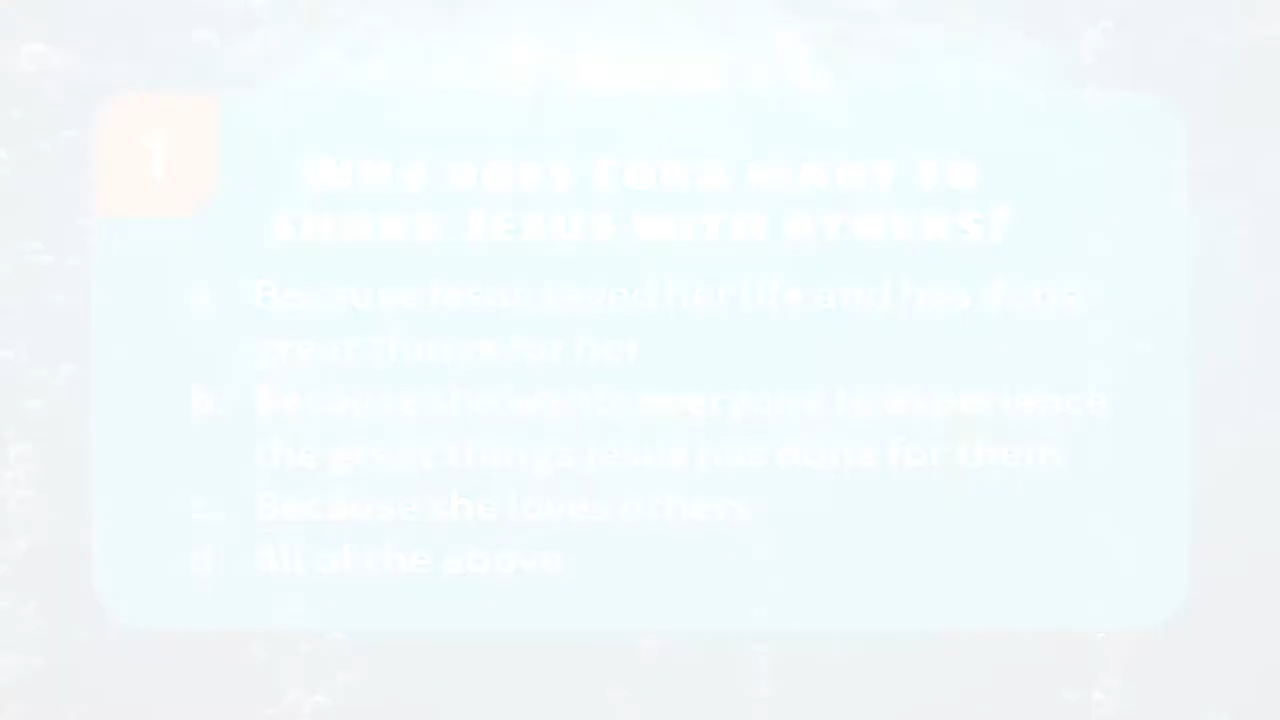 1
WHY DOES TORA WANT TO
SHARE JESUS WITH OTHERS?
a. Because Jesus saved her life and has done
great things for her
b. Because she wants everyone to experience
the great things Jesus has done for them
c. Because she loves others
d. All of the above